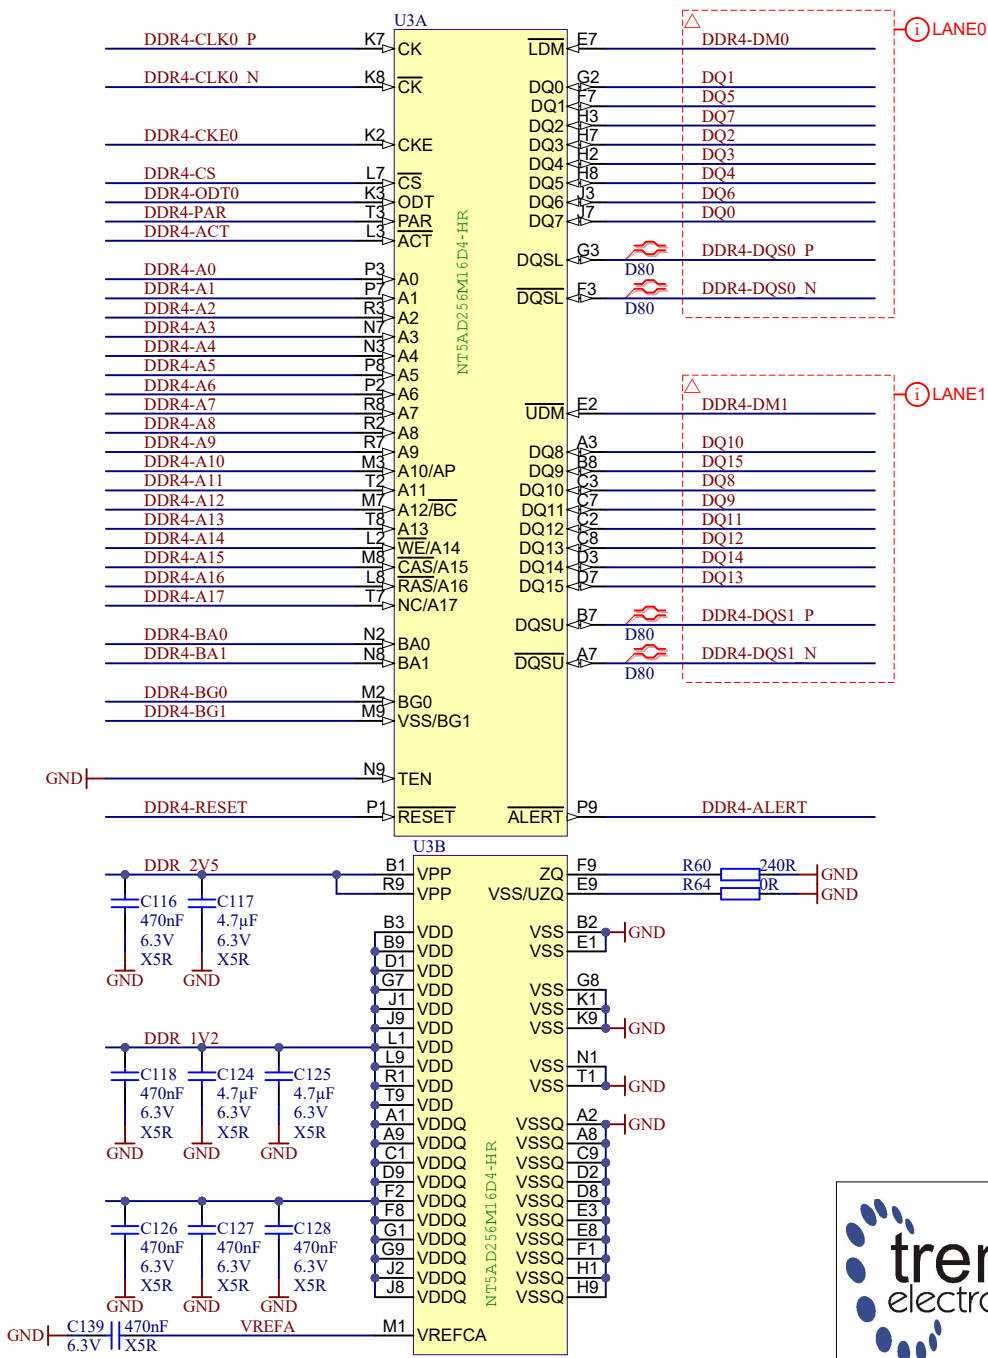 U3A
LANE0
DDR4-CLK0_P K7 CK LDM E7 DDR4-DM0
DDR4-CLK0_N K8 CK DQ0 G2 DQ1
DQ1 F7 DQ5
DQ2 H3 DQ7
DDR4-CKE0 K2 CKE DQ3 H7 DQ2
DQ4 H2 DQ3
DDR4-CS L7 CS DQ5 H8 DQ4
DDR4-ODT0 K3 ODT DQ6 J3 DQ6
DDR4-PAR T3 PAR DQ7 J7 DQ0
DDR4-ACT L3 ACT
DQSL G3 D80 DDR4-DQS0_P
DDR4-A0 P3 A0
DDR4-A1 P7 A1 DQSL F3 D80 DDR4-DQS0_N
DDR4-A2 R3 A2
DDR4-A3 N7 A3
DDR4-A4 N3 A4
DDR4-A5 P8 A5
DDR4-A6 P2 A6
LANE1
DDR4-A7 R8 A7 UDM E2 DDR4-DM1
DDR4-A8 R2 A8
DDR4-A9 R7 A9 DQ8 A3 DQ10
DDR4-A10 M3 A10/AP DQ9 B8 DQ15
DDR4-A11 T2 A11 DQ10 C3 DQ8
DDR4-A12 M7 A12/BC DQ11 C7 DQ9
DDR4-A13 T8 A13 DQ12 C2 DQ11
DDR4-A14 L2 WE/A14 DQ13 C8 DQ12
DDR4-A15 M8 CAS/A15 DQ14 D3 DQ14
DDR4-A16 L8 RAS/A16 DQ15 D7 DQ13
DDR4-A17 T7 NC/A17
DQSU B7 D80 DDR4-DQS1_P
DDR4-BA0 N2 BA0
DDR4-BA1 N8 BA1 DQSU A7 D80 DDR4-DQS1_N
DDR4-BG0 M2 BG0
DDR4-BG1 M9 VSS/BG1
GND N9 TEN
DDR4-RESET P1 RESET ALERT P9 DDR4-ALERT
NT5AD256M16D4-HR
U3B
DDR_2V5 B1 VPP ZQ F9 R60 240R GND
R9 VPP VSS/UZQ E9 R64 0R GND
C116 C117
470nF 4.7µF
6.3V 6.3V
X5R X5R
GND GND
B3 VDD VSS B2 GND
B9 VDD VSS E1
D1 VDD
G7 VDD VSS G8
J1 VDD VSS K1
J9 VDD VSS K9 GND
DDR_1V2 L1 VDD
L9 VDD VSS N1
R1 VDD VSS T1 GND
T9 VDD
C118 C124 C125
470nF 4.7µF 4.7µF
6.3V 6.3V 6.3V
X5R X5R X5R
GND GND GND
A1 VDDQ VSSQ A2 GND
A9 VDDQ VSSQ A8
C1 VDDQ VSSQ C9
D9 VDDQ VSSQ D2
F2 VDDQ VSSQ D8
F8 VDDQ VSSQ E3
G1 VDDQ VSSQ E8
G9 VDDQ VSSQ F1
J2 VDDQ VSSQ H1
J8 VDDQ VSSQ H9
C126 C127 C128
470nF 470nF 470nF
6.3V 6.3V 6.3V
X5R X5R X5R
GND GND GND
GND C139 470nF VREFA M1 VREFCA
6.3V X5R
NT5AD256M16D4-HR
tren
electro